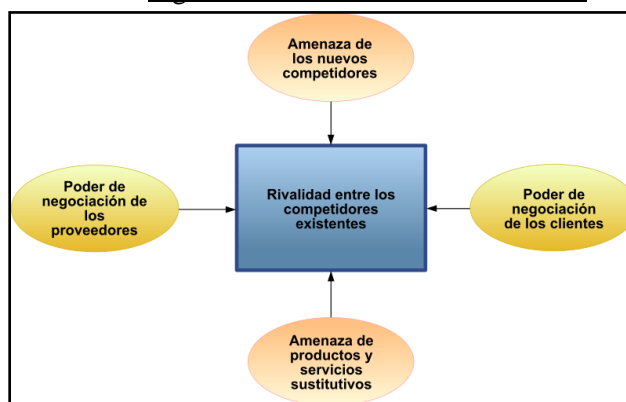 Amenaza de
los nuevos
competidores
Poder de
negociación de
los
proveedores
Rivalidad entre los
competidores
existentes
Poder de
negociación
de los clientes
Amenaza de
productos y
servicios
sustitutivos